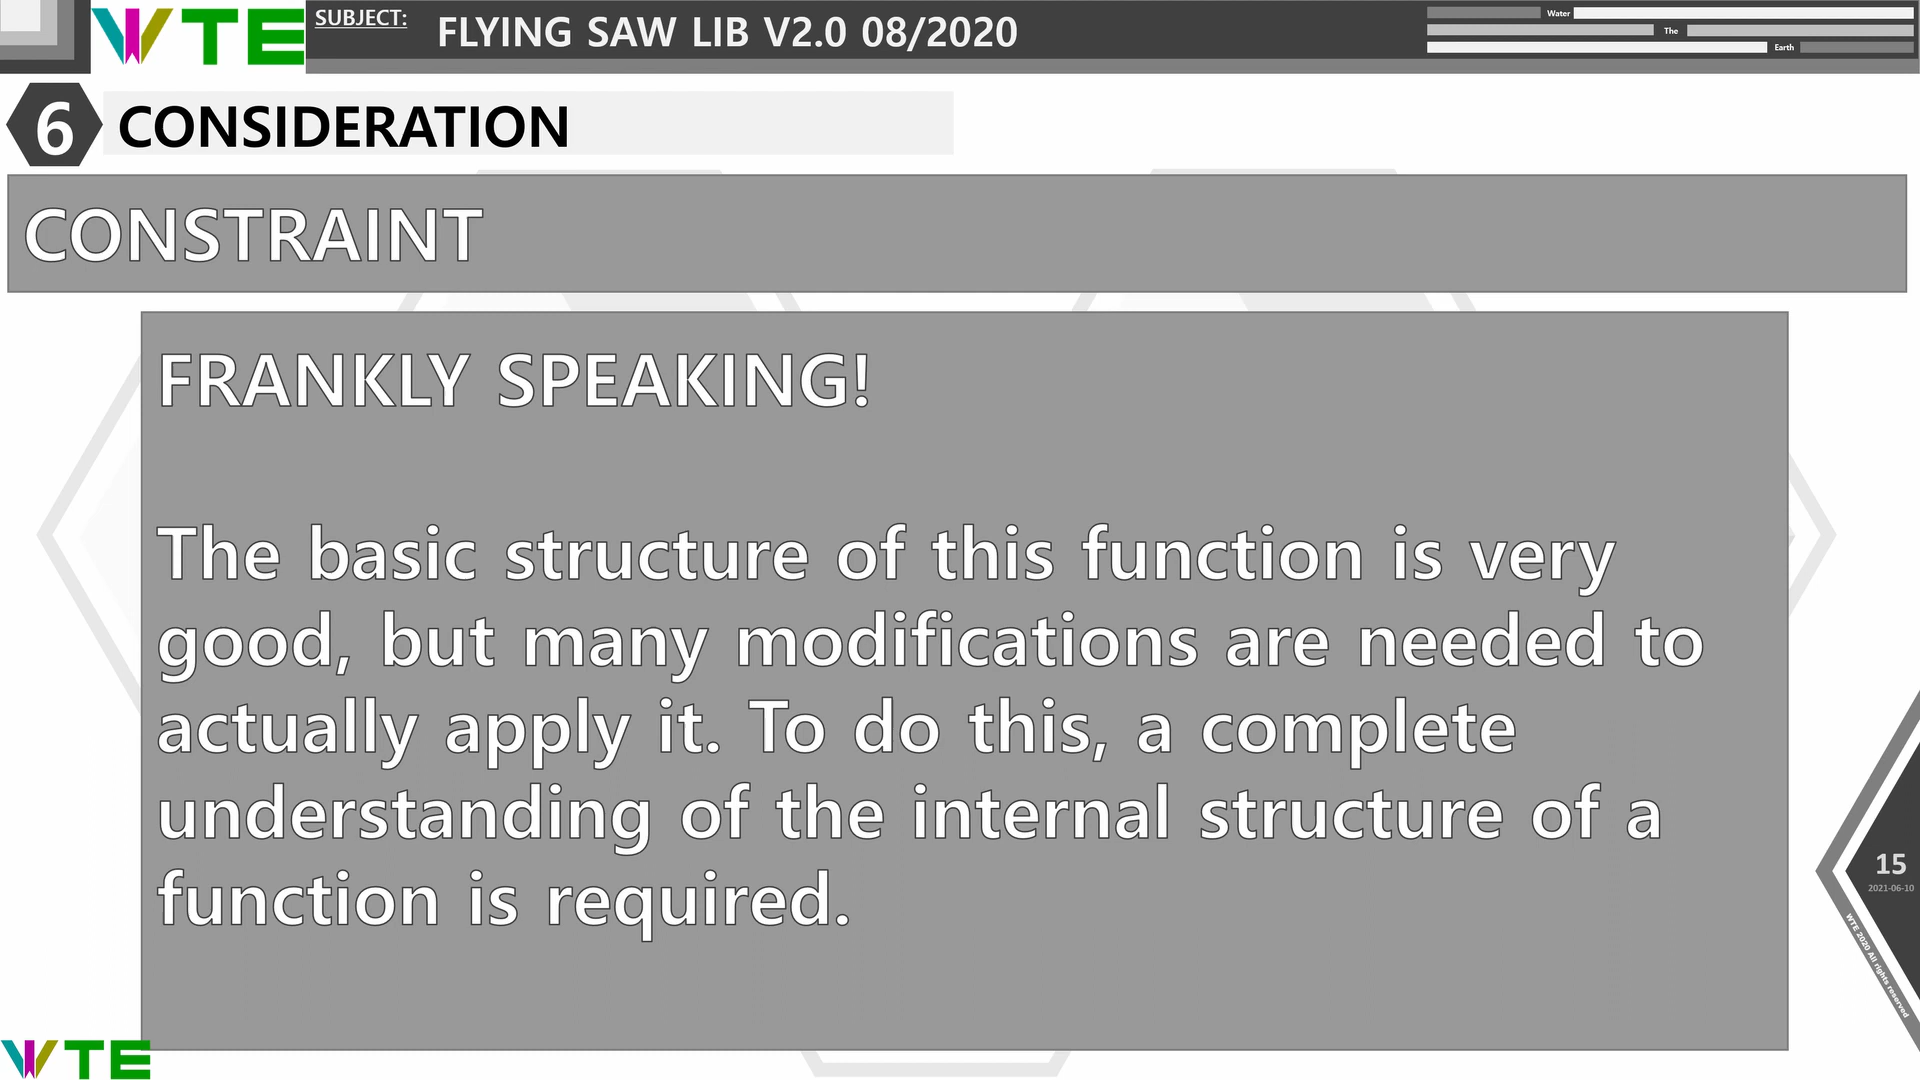 WTE
SUBJECT:
FLYING SAW LIB V2.0 08/2020
Water
The
Earth
6
CONSIDERATION
CONSTRAINT
FRANKLY SPEAKING!
The basic structure of this function is very
good, but many modifications are needed to
actually apply it. To do this, a complete
understanding of the internal structure of a
function is required.
15
2021-06-10
WTE 2020 All rights reserved
WTE